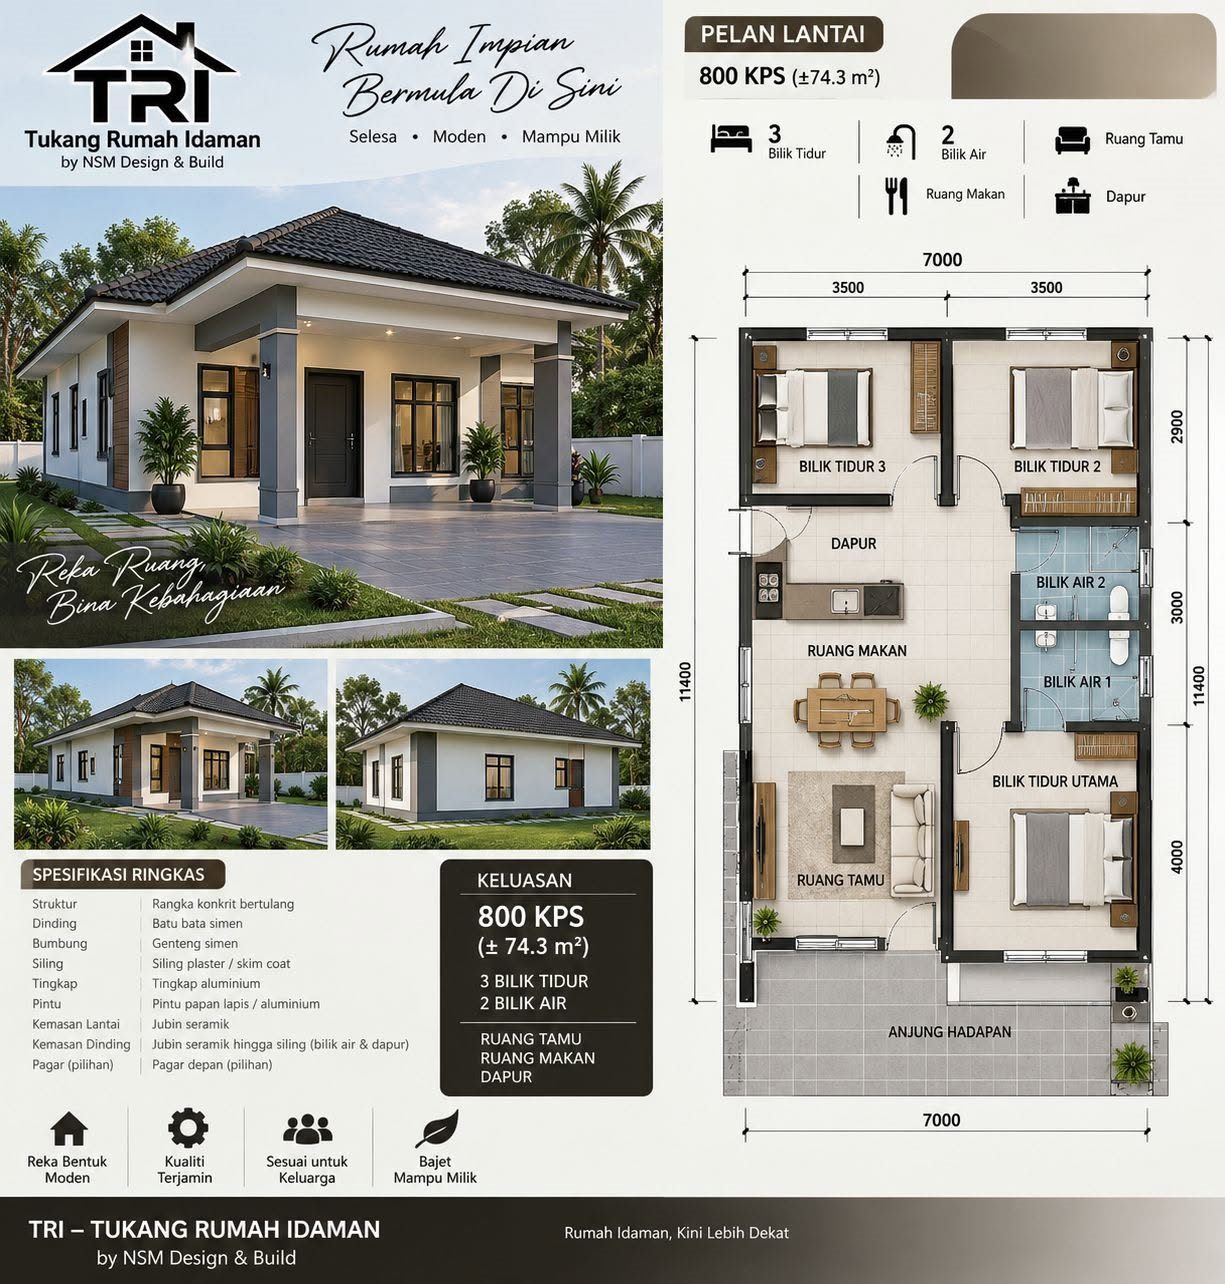 TRI
Tukang Rumah Idaman
by NSM Design & Build
Rumah Impian
Bermula Di Sini
Selesa • Moden • Mampu Milik
Reka Ruang,
Bina Kebahagiaan
SPESIFIKASI RINGKAS
Struktur Rangka konkrit bertulang
Dinding Batu bata simen
Bumbung Genteng simen
Siling Siling plaster / skim coat
Tingkap Tingkap aluminium
Pintu Pintu papan lapis / aluminium
Kemasan Lantai Jubin seramik
Kemasan Dinding Jubin seramik hingga siling (bilik air & dapur)
Pagar (pilihan) Pagar depan (pilihan)
KELUASAN
800 KPS
(± 74.3 m²)
3 BILIK TIDUR
2 BILIK AIR
RUANG TAMU
RUANG MAKAN
DAPUR
Reka Bentuk
Moden
Kualiti
Terjamin
Sesuai untuk
Keluarga
Bajet
Mampu Milik
PELAN LANTAI
800 KPS (±74.3 m²)
3
Bilik Tidur
2
Bilik Air
Ruang Tamu
Ruang Makan
Dapur
7000
3500 3500
BILIK TIDUR 3
BILIK TIDUR 2
2900
DAPUR
BILIK AIR 2
3000
RUANG MAKAN
BILIK AIR 1
11400
11400
BILIK TIDUR UTAMA
4000
RUANG TAMU
ANJUNG HADAPAN
7000
TRI – TUKANG RUMAH IDAMAN
by NSM Design & Build
Rumah Idaman, Kini Lebih Dekat